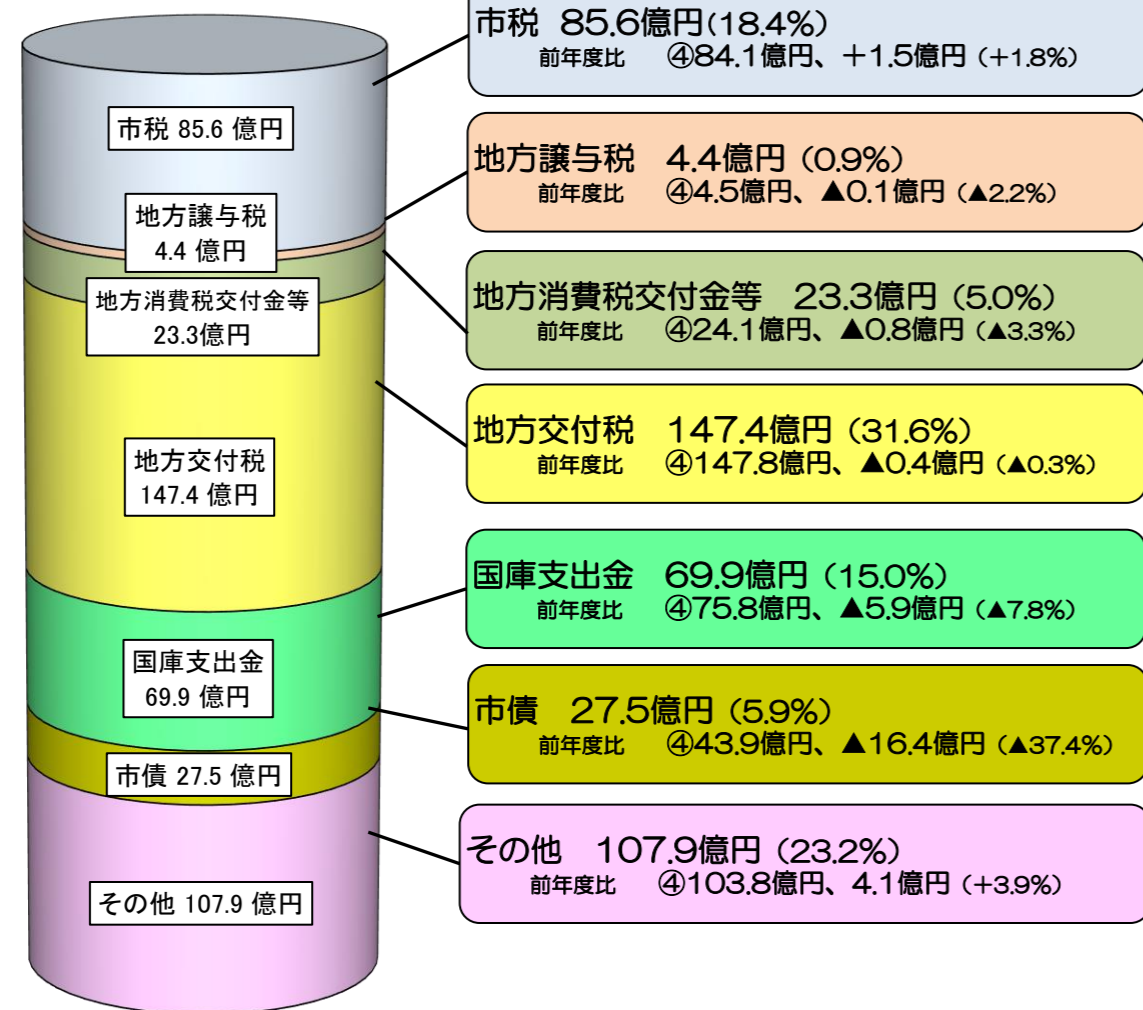 市税 85.6億円(18.4%)
前年度比 ④84.1億円、+1.5億円(+1.8%)
市税 85.6 億円
地方譲与税 4.4億円(0.9%)
前年度比 ④4.5億円、▲0.1億円(▲2.2%)
地方譲与税
4.4 億円
地方消費税交付金等 23.3億円(5.0%)
前年度比 ④24.1億円、▲0.8億円(▲3.3%)
地方消費税交付金等
23.3億円
地方交付税 147.4億円(31.6%)
前年度比 ④147.8億円、▲0.4億円(▲0.3%)
地方交付税
147.4 億円
国庫支出金 69.9億円(15.0%)
前年度比 ④75.8億円、▲5.9億円(▲7.8%)
国庫支出金
69.9 億円
市債 27.5億円(5.9%)
前年度比 ④43.9億円、▲16.4億円(▲37.4%)
市債 27.5 億円
その他 107.9億円(23.2%)
前年度比 ④103.8億円、4.1億円(+3.9%)
その他 107.9 億円